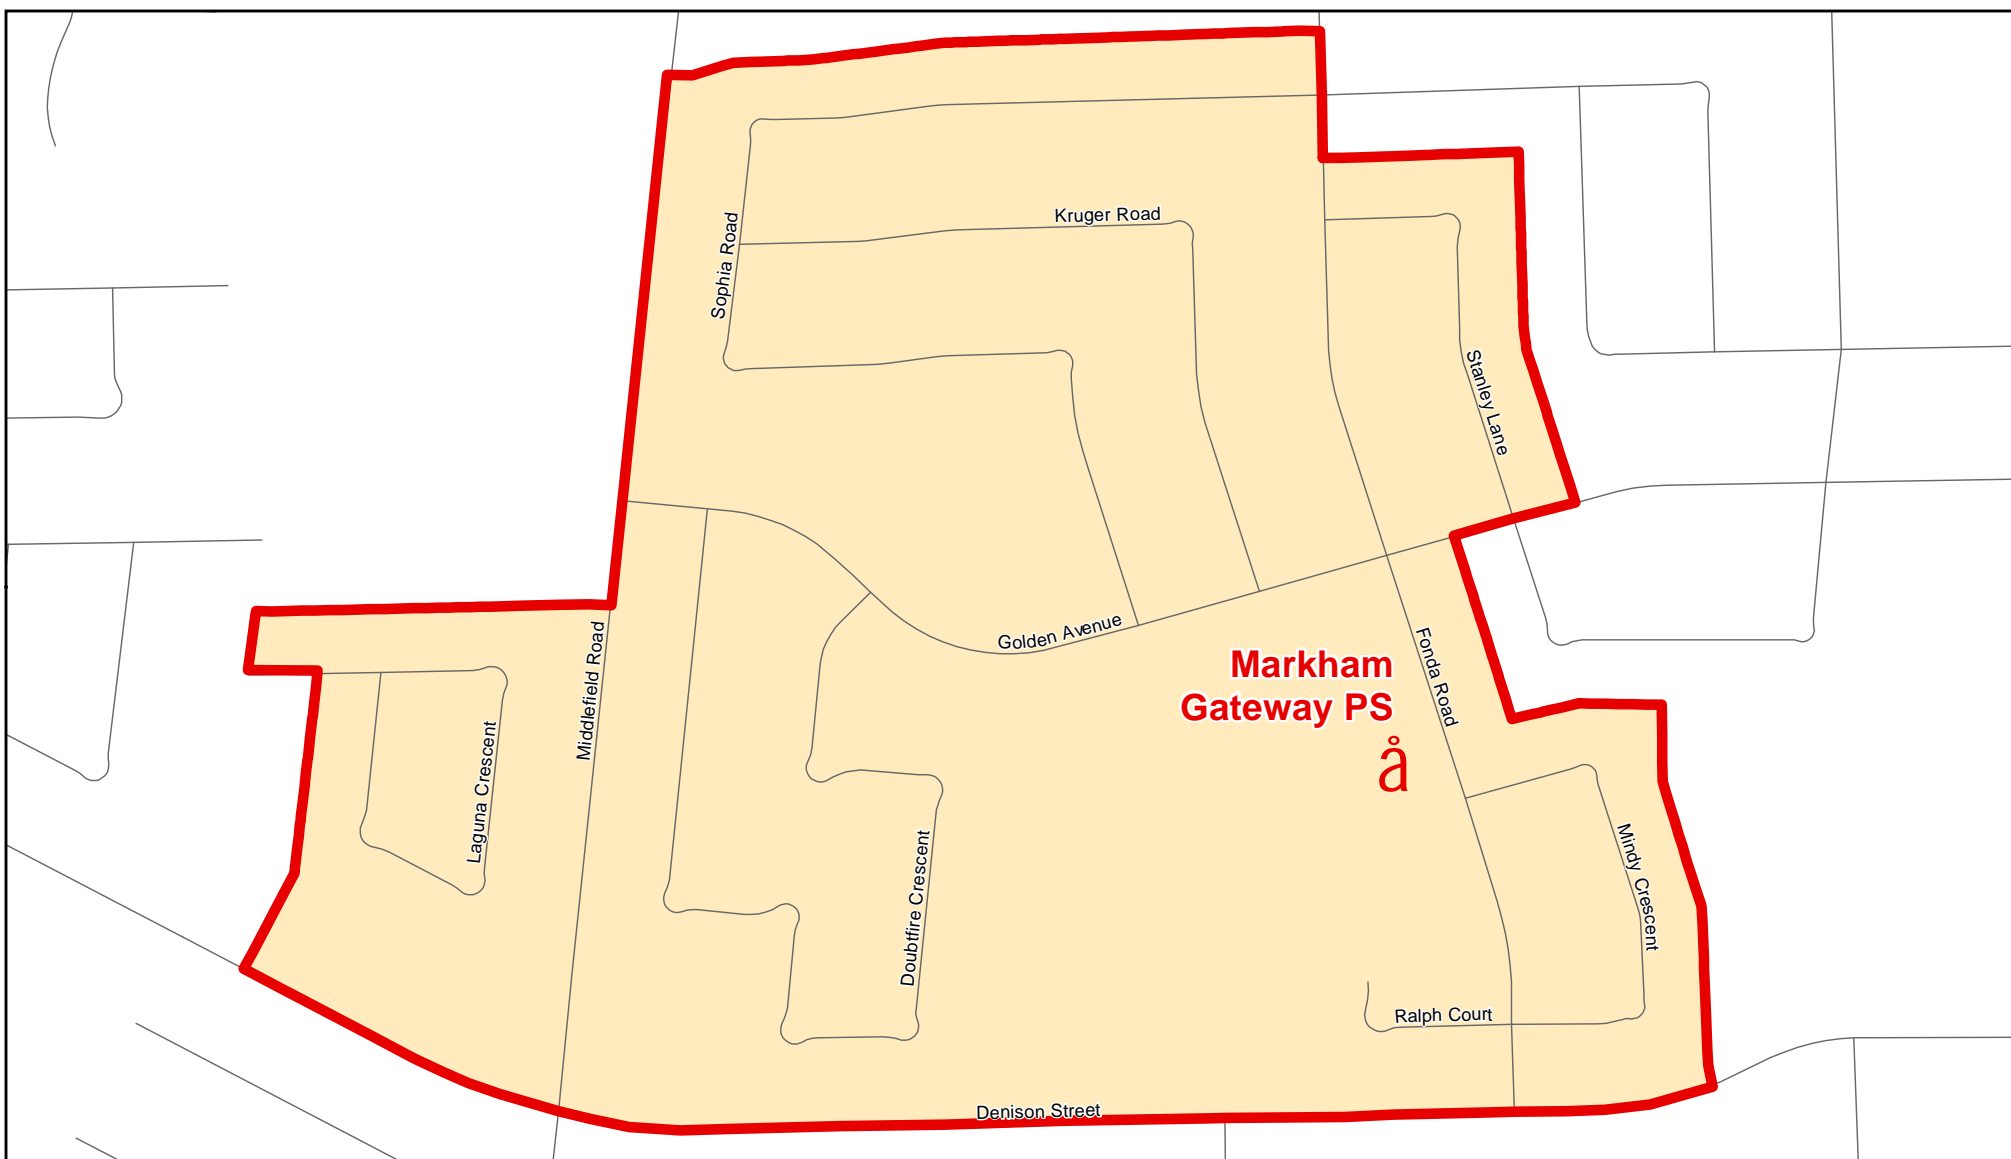 Kruger Road
Sophia Road
Stanley Lane
Golden Avenue
Middlefield Road
Fonda Road
Markham
Gateway PS
å
Laguna Crescent
Doubtfire Crescent
Mindy Crescent
Ralph Court
Denison Street